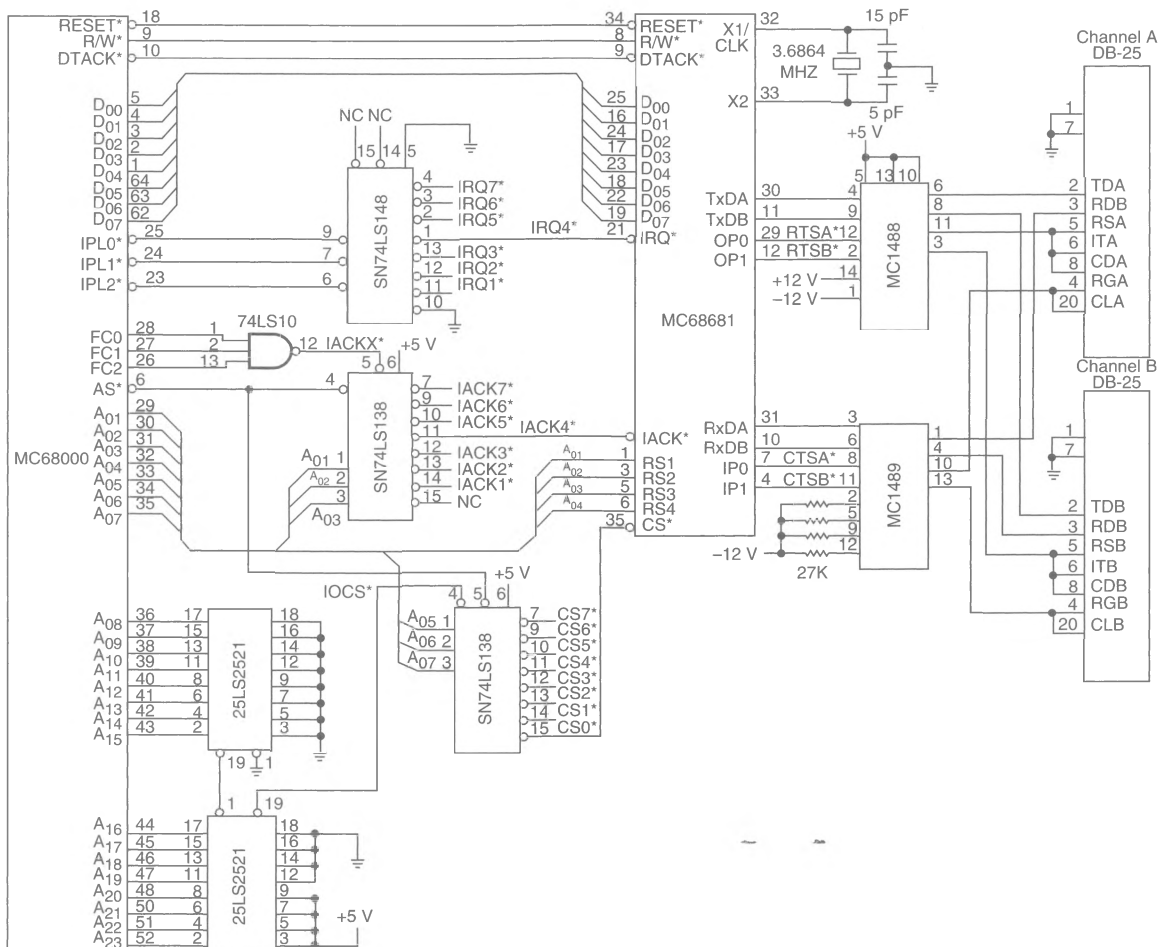 RESET* 18 34 RESET* X1/ 32 15 pF
R/W* 9 8 R/W* CLK
DTACK* 10 9 DTACK* 3.6864
MHZ
X2 33
5 pF
Channel A
DB-25
1
7
D00 5 25 D00
D01 4 16 D01
D02 3 24 D02
D03 2 17 D03
D04 1 23 D04
D05 64 18 D05
D06 63 22 D06
D07 62 19 D07
NC NC
15 14 5
SN74LS148
4 IRQ7*
3 IRQ6*
2 IRQ5*
1 IRQ4* 21 IRQ*
13 IRQ3*
12 IRQ2*
11 IRQ1*
10
IPL0* 25 9
IPL1* 24 7
IPL2* 23 6
+5 V
5 13 10
TxDA 30 4 6 2 TDA
TxDB 11 9 8 3 RDB
OP0 29 RTSA* 12 11 5 RSA
OP1 12 RTSB* 2 3 6 ITA
+12 V 14 8 CDA
−12 V 1 4 RGA
20 CLA
MC1488
MC68681
74LS10
FC0 28 1
FC1 27 2 12 IACKX*
FC2 26 13
AS* 6 4
5 6 +5 V
SN74LS138
7 IACK7*
9 IACK6*
10 IACK5*
11 IACK4* IACK*
12 IACK3*
13 IACK2*
14 IACK1*
15 NC
A01 1
A02 2
A03 3
A01 29
A02 30
A03 31
MC68000
A04 32
A05 33
A06 34
A07 35
A01 1 RS1
A02 3 RS2
A03 5 RS3
A04 6 RS4
35 CS*
RxDA 31 3 1
RxDB 10 6 4
IP0 7 CTSA* 8 10
IP1 4 CTSB* 11 13
2
5
9
12
−12 V
27K
MC1489
Channel B
DB-25
1
7
2 TDB
3 RDB
5 RSB
6 ITB
8 CDB
4 RGB
20 CLB
IOCS* 4 5 6 +5 V
A05 1
A06 2
A07 3
SN74LS138
7 CS7*
9 CS6*
10 CS5*
11 CS4*
12 CS3*
13 CS2*
14 CS1*
15 CS0*
A08 36 17 18
A09 37 15 16
A10 38 13 14
A11 39 11 12
A12 40 8 9
A13 41 6 7
A14 42 4 5
A15 43 2 3
25LS2521
19 1
1 19
A16 44 17 18
A17 45 15 16
A18 46 13 14
A19 47 11 12
A20 48 8 9
A21 50 6 7
A22 51 4 5
A23 52 2 3
25LS2521
+5 V